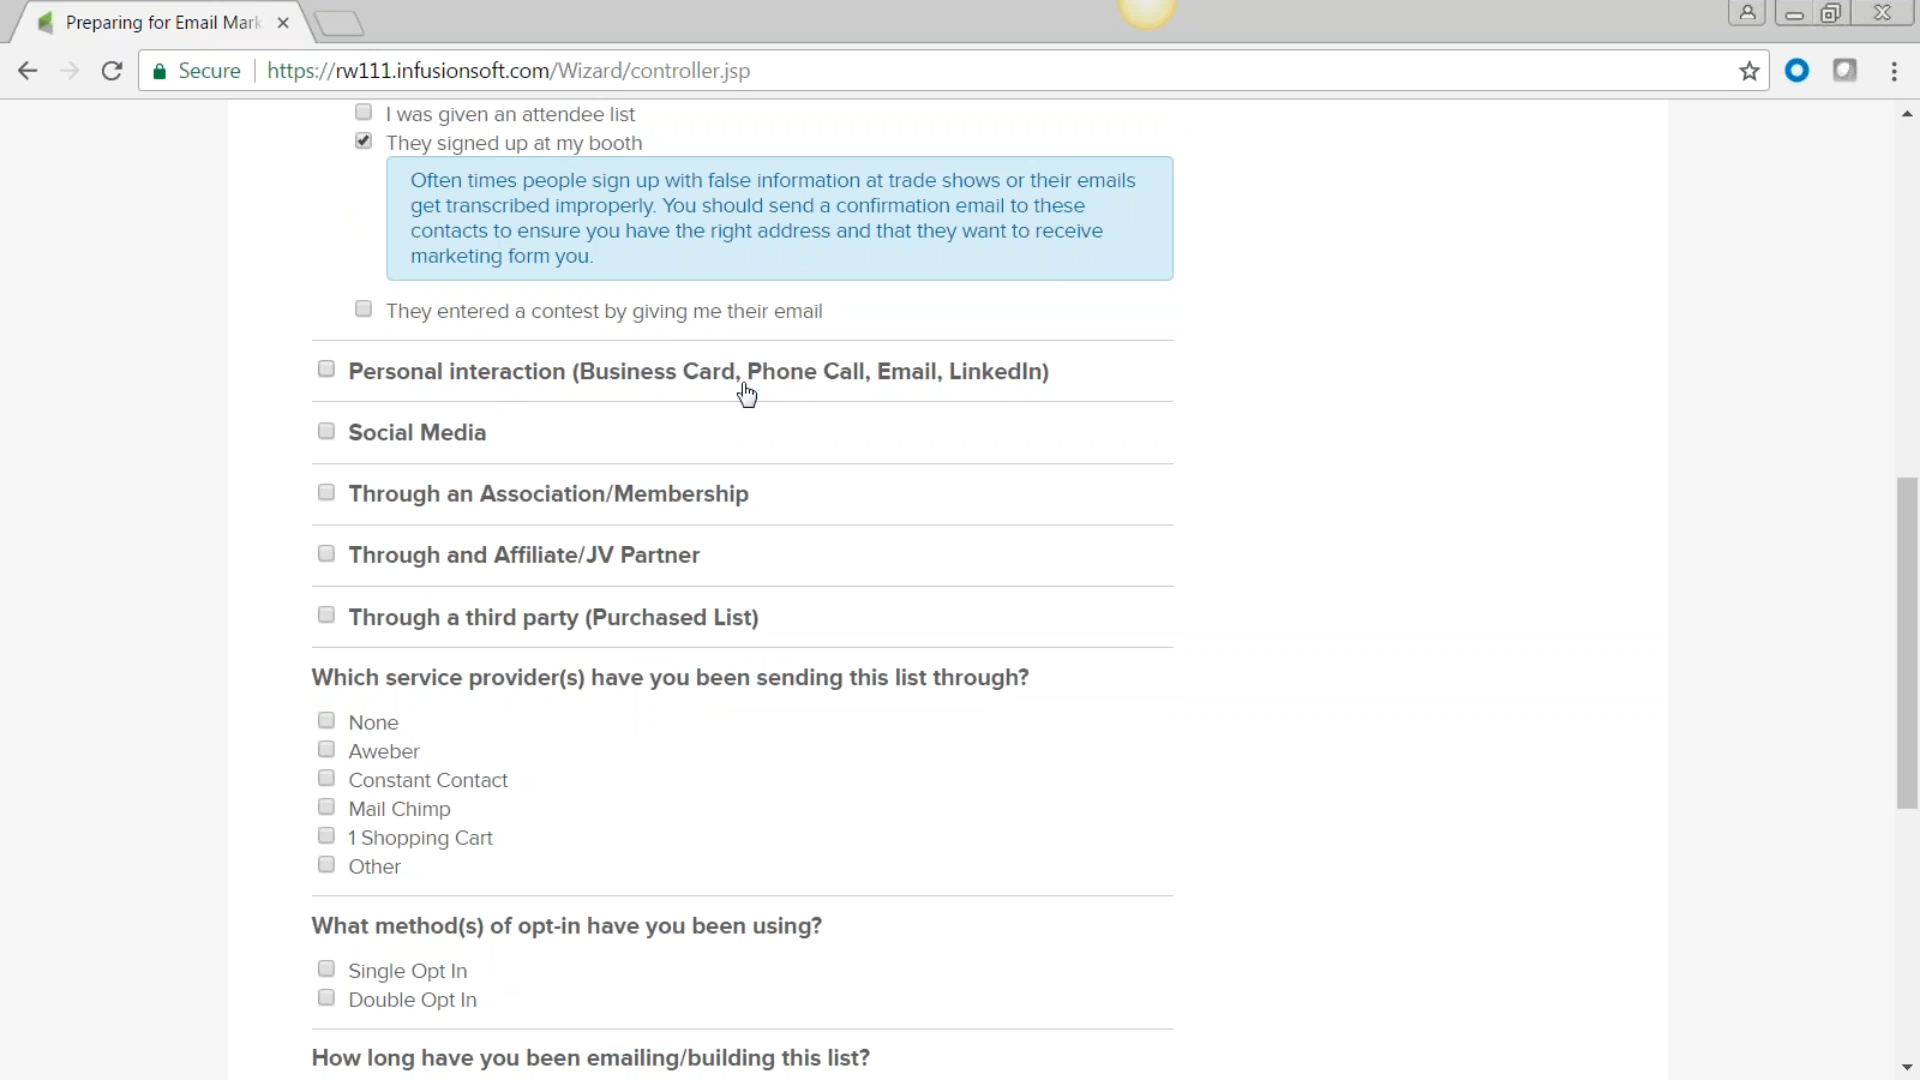 Preparing for Email Mark
Secure
https://rw111.infusionsoft.com/Wizard/controller.jsp
I was given an attendee list
They signed up at my booth
Often times people sign up with false information at trade shows or their emails
get transcribed improperly. You should send a confirmation email to these
contacts to ensure you have the right address and that they want to receive
marketing form you.
They entered a contest by giving me their email
Personal interaction (Business Card, Phone Call, Email, LinkedIn)
Social Media
Through an Association/Membership
Through and Affiliate/JV Partner
Through a third party (Purchased List)
Which service provider(s) have you been sending this list through?
None
Aweber
Constant Contact
Mail Chimp
1 Shopping Cart
Other
What method(s) of opt-in have you been using?
Single Opt In
Double Opt In
How long have you been emailing/building this list?